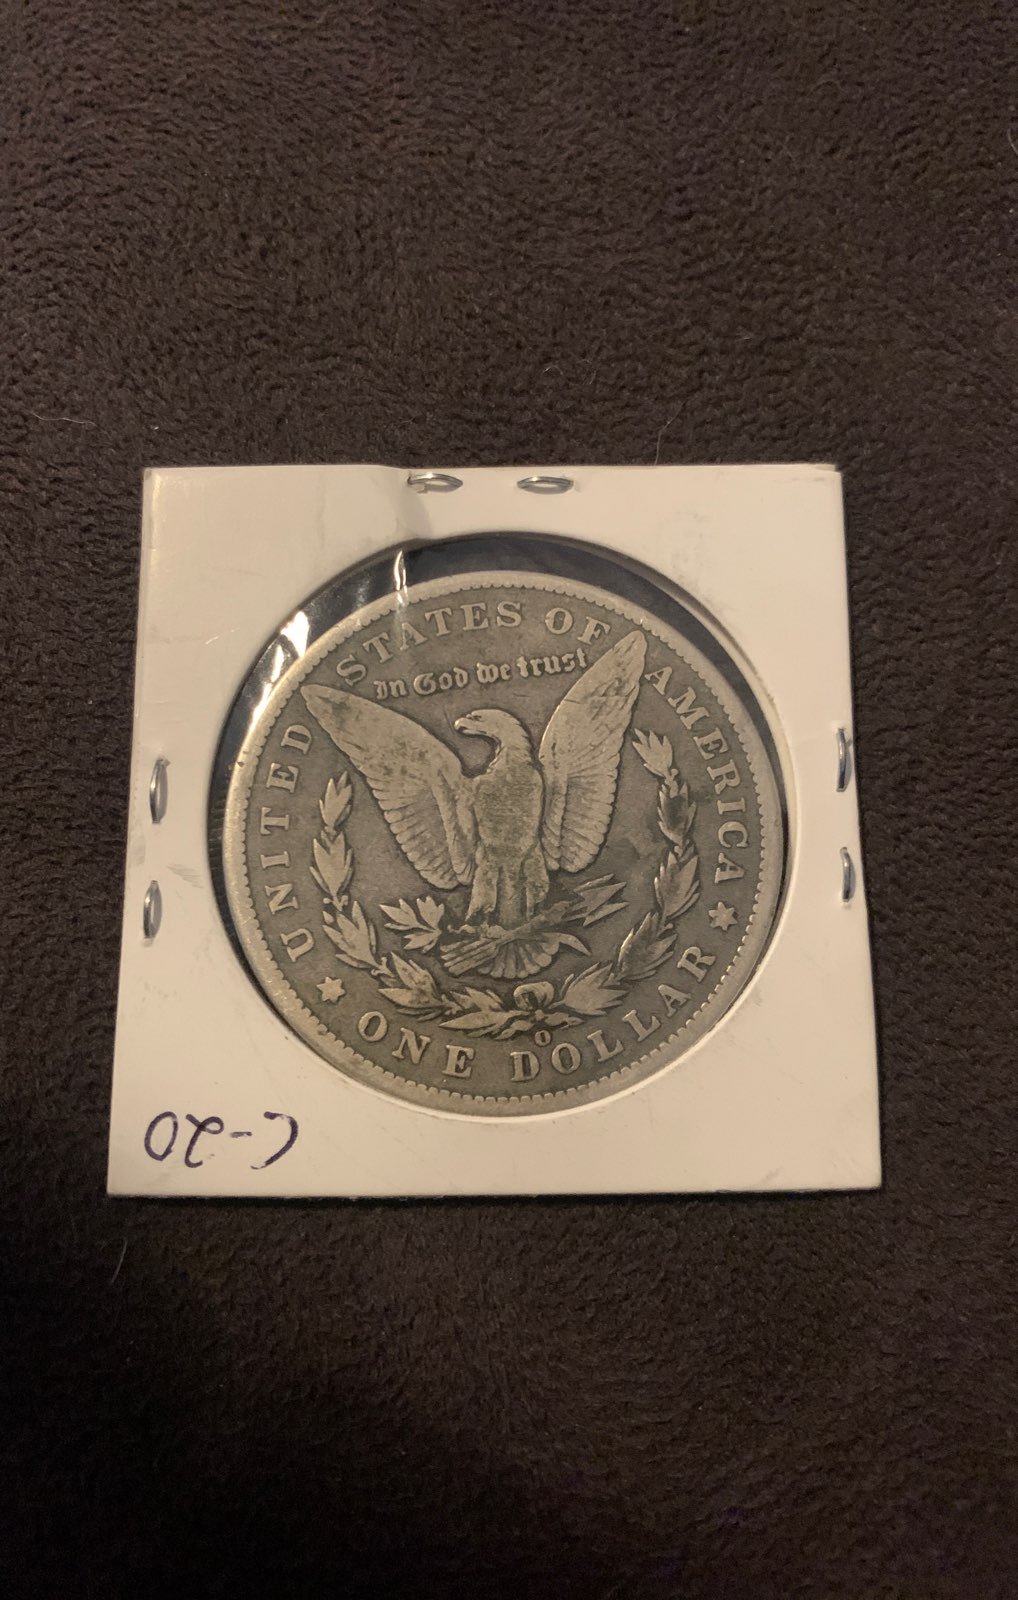 UNITED STATES OF AMERICA
In God we trust
O
ONE DOLLAR
C-20